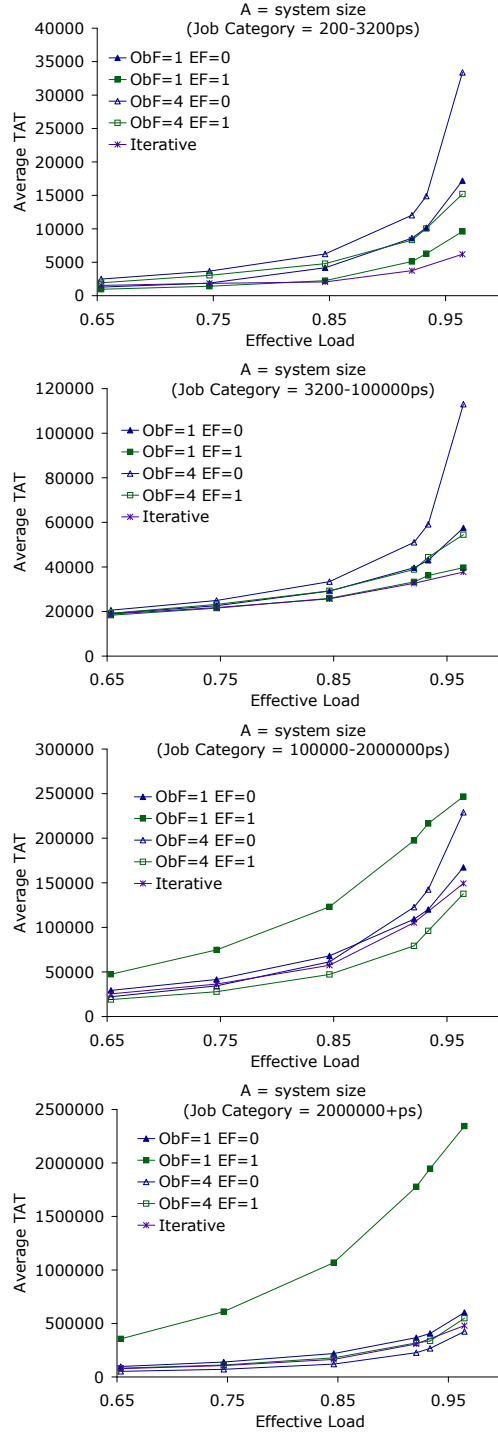 A = system size
(Job Category = 200-3200ps)
40000
35000
30000
25000
20000
15000
10000
5000
0
Average TAT
ObF=1 EF=0
ObF=1 EF=1
ObF=4 EF=0
ObF=4 EF=1
Iterative
0.65 0.75 0.85 0.95
Effective Load
A = system size
(Job Category = 3200-100000ps)
120000
100000
80000
60000
40000
20000
0
Average TAT
ObF=1 EF=0
ObF=1 EF=1
ObF=4 EF=0
ObF=4 EF=1
Iterative
0.65 0.75 0.85 0.95
Effective Load
A = system size
(Job Category = 100000-2000000ps)
300000
250000
200000
150000
100000
50000
0
Average TAT
ObF=1 EF=0
ObF=1 EF=1
ObF=4 EF=0
ObF=4 EF=1
Iterative
0.65 0.75 0.85 0.95
Effective Load
A = system size
(Job Category = 2000000+ps)
2500000
2000000
1500000
1000000
500000
0
Average TAT
ObF=1 EF=0
ObF=1 EF=1
ObF=4 EF=0
ObF=4 EF=1
Iterative
0.65 0.75 0.85 0.95
Effective Load